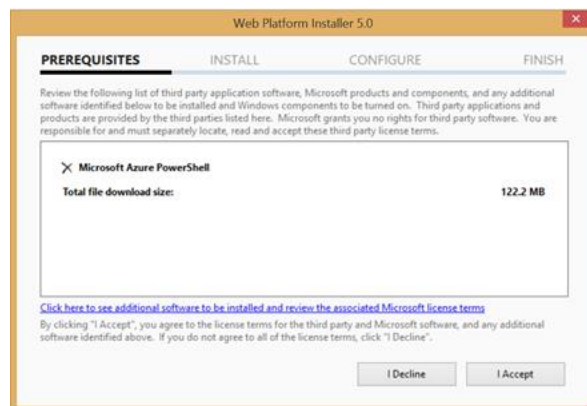 Web Platform Installer 5.0
PREREQUISITES INSTALL CONFIGURE FINISH
Review the following list of third party application software, Microsoft products and components, and any additional
software identified below to be installed and Windows components to be turned on. Third party applications and
products are provided by the third parties listed here. Microsoft grants you no rights for third party software. You are
responsible for and must separately locate, read and accept these third party license terms.
Microsoft Azure PowerShell
Total file download size: 122.2 MB
Click here to see additional software to be installed and review the associated Microsoft license terms
By clicking "I Accept", you agree to the license terms for the third party and Microsoft software, and any additional
software identified above. If you do not agree to all of the license terms, click "I Decline".
I Decline I Accept